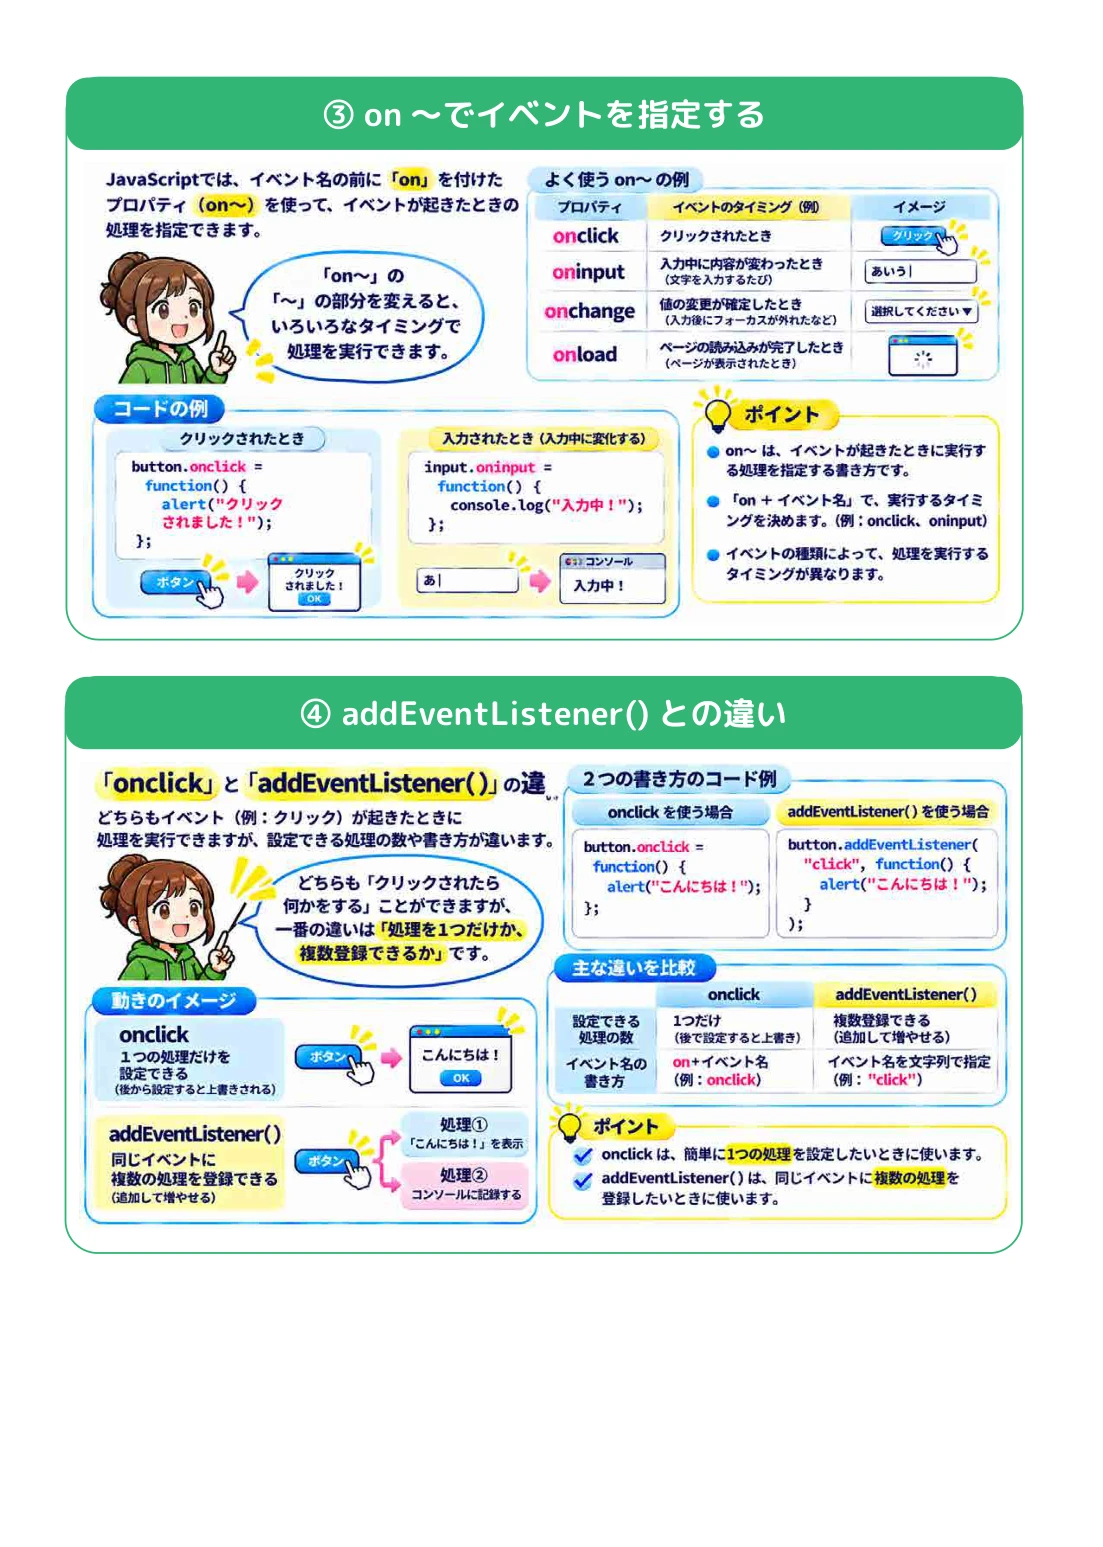 ③ on ～でイベントを指定する
JavaScriptでは、イベント名の前に「on」を付けた
プロパティ（on～）を使って、イベントが起きたときの
処理を指定できます。
「on～」の
「～」の部分を変えると、
いろいろなタイミングで
処理を実行できます。
よく使う on～ の例
プロパティ イベントのタイミング（例） イメージ
onclick クリックされたとき クリック
oninput 入力中に内容が変わったとき あいう|
（文字を入力するたび）
onchange 値の変更が確定したとき 選択してください▼
（入力後にフォーカスが外れたなど）
onload ページの読み込みが完了したとき
（ページが表示されたとき）
コードの例
クリックされたとき
button.onclick =
function() {
alert("クリック
されました！");
};
ボタン
クリック
されました！
OK
入力されたとき（入力中に変化する）
input.oninput =
function() {
console.log("入力中！");
};
あ|
コンソール
入力中！
ポイント
on～ は、イベントが起きたときに実行す
る処理を指定する書き方です。
「on + イベント名」で、実行するタイミ
ングを決めます。（例：onclick、oninput）
イベントの種類によって、処理を実行する
タイミングが異なります。
④ addEventListener() との違い
「onclick」と「addEventListener()」の違い
どちらもイベント（例：クリック）が起きたときに
処理を実行できますが、設定できる処理の数や書き方が違います。
どちらも「クリックされたら
何かをする」ことができますが、
一番の違いは「処理を1つだけか、
複数登録できるか」です。
動きのイメージ
onclick
１つの処理だけを
設定できる
（後から設定すると上書きされる）
ボタン
こんにちは！
OK
addEventListener()
同じイベントに
複数の処理を登録できる
（追加して増やせる）
ボタン
処理①
「こんにちは！」を表示
処理②
コンソールに記録する
２つの書き方のコード例
onclick を使う場合
button.onclick =
function() {
alert("こんにちは！");
};
addEventListener() を使う場合
button.addEventListener(
"click", function() {
alert("こんにちは！");
}
);
主な違いを比較
onclick addEventListener()
設定できる
処理の数
1つだけ
（後で設定すると上書き）
複数登録できる
（追加して増やせる）
イベント名の
書き方
on+イベント名
（例：onclick）
イベント名を文字列で指定
（例："click"）
ポイント
onclick は、簡単に1つの処理を設定したいときに使います。
addEventListener() は、同じイベントに複数の処理を
登録したいときに使います。